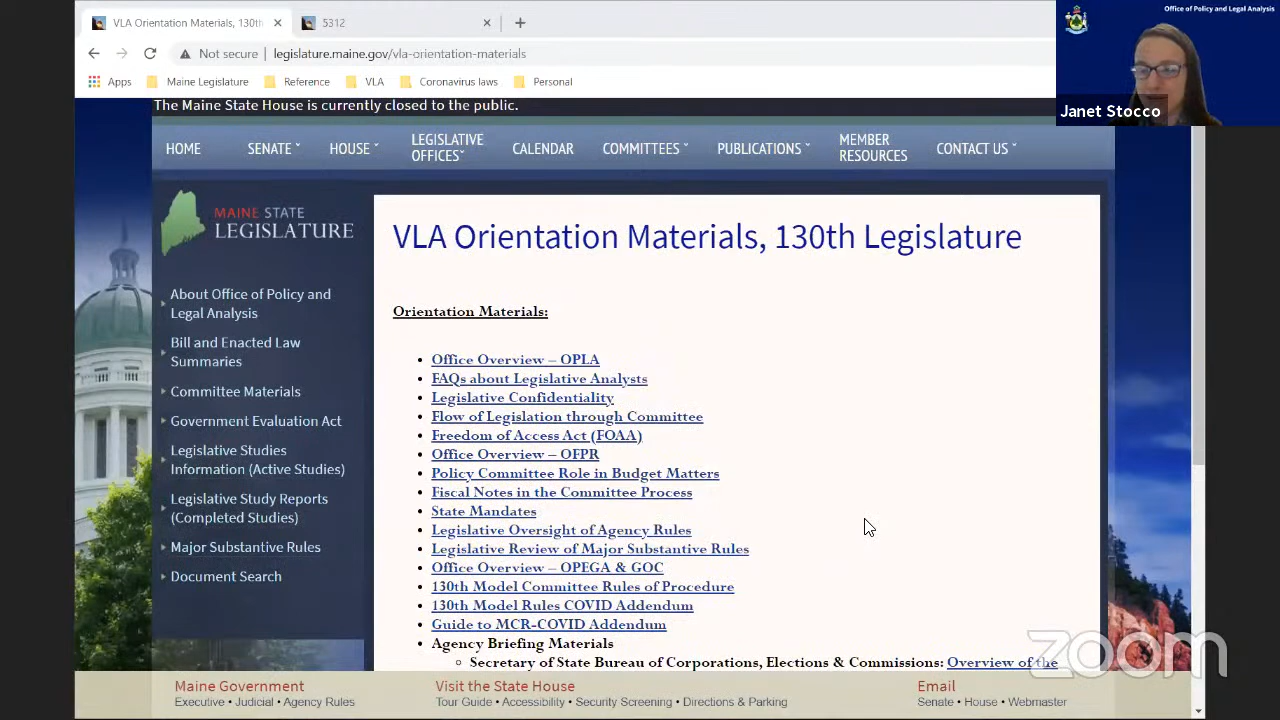 VLA Orientation Materials, 130th
5312
Office of Policy and Legal Analysis
Not secure | legislature.maine.gov/vla-orientation-materials
Apps Maine Legislature Reference VLA Coronavirus laws Personal
Janet Stocco
The Maine State House is currently closed to the public.
HOME SENATE HOUSE LEGISLATIVE OFFICES CALENDAR COMMITTEES PUBLICATIONS MEMBER RESOURCES CONTACT US
MAINE STATE
LEGISLATURE
About Office of Policy and
Legal Analysis
Bill and Enacted Law
Summaries
Committee Materials
Government Evaluation Act
Legislative Studies
Information (Active Studies)
Legislative Study Reports
(Completed Studies)
Major Substantive Rules
Document Search
VLA Orientation Materials, 130th Legislature
Orientation Materials:
Office Overview – OPLA
FAQs about Legislative Analysts
Legislative Confidentiality
Flow of Legislation through Committee
Freedom of Access Act (FOAA)
Office Overview – OFPR
Policy Committee Role in Budget Matters
Fiscal Notes in the Committee Process
State Mandates
Legislative Oversight of Agency Rules
Legislative Review of Major Substantive Rules
Office Overview – OPEGA & GOC
130th Model Committee Rules of Procedure
130th Model Rules COVID Addendum
Guide to MCR-COVID Addendum
Agency Briefing Materials
Secretary of State Bureau of Corporations, Elections & Commissions: Overview of the
zoom
Maine Government
Executive • Judicial • Agency Rules
Visit the State House
Tour Guide • Accessibility • Security Screening • Directions & Parking
Email
Senate • House • Webmaster